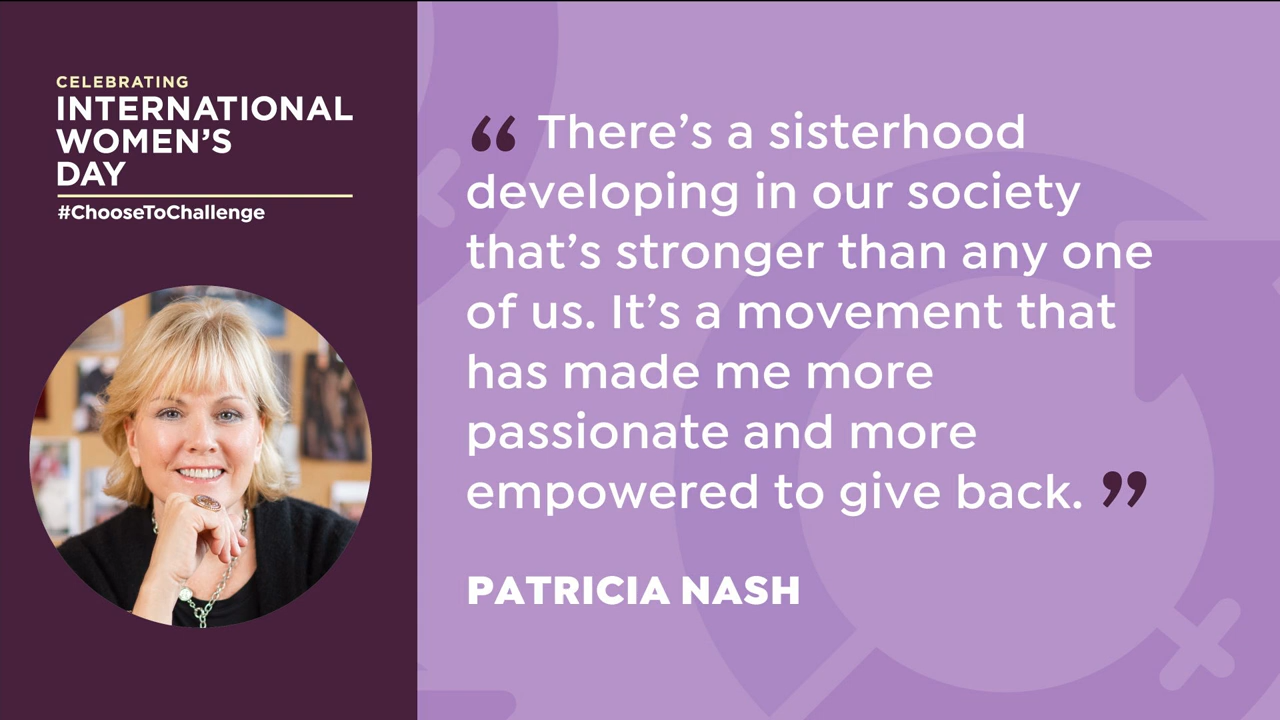 CELEBRATING
INTERNATIONAL
WOMEN'S
DAY
#ChooseToChallenge
“ There's a sisterhood
developing in our society
that's stronger than any one
of us. It's a movement that
has made me more
passionate and more
empowered to give back. ”
PATRICIA NASH